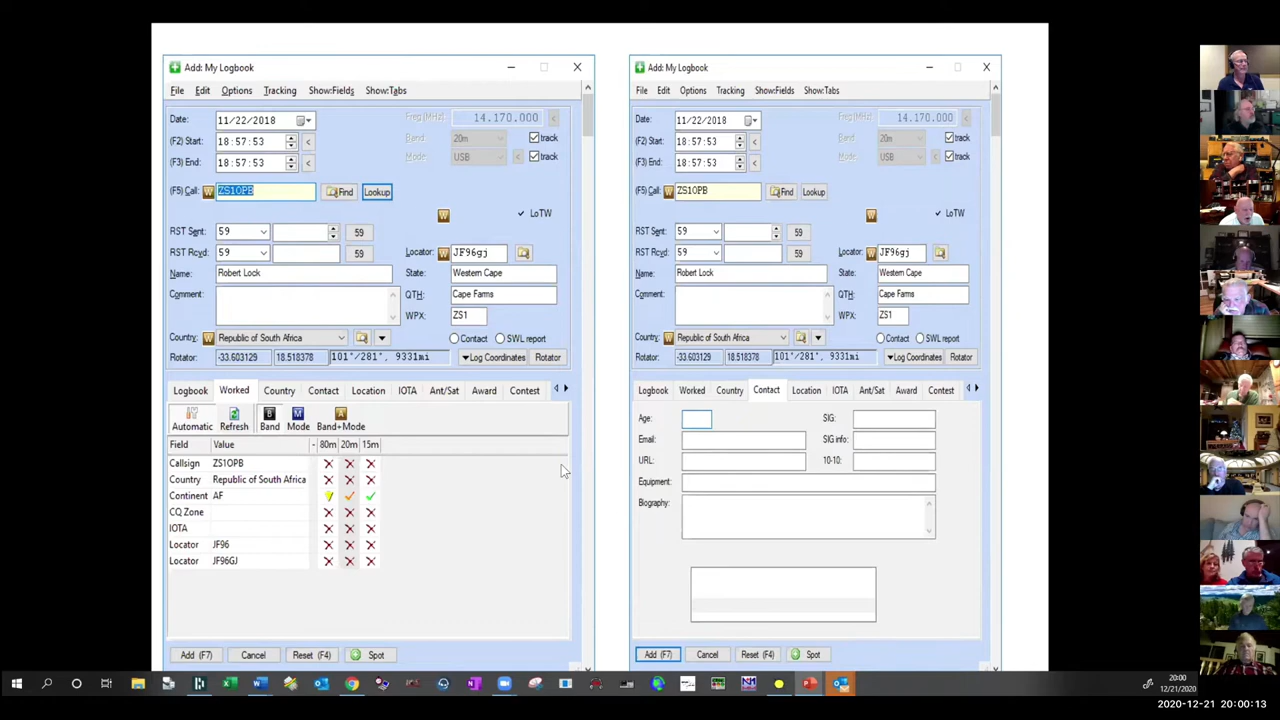 Add: My Logbook
File Edit Options Tracking Show:Fields Show:Tabs
Date: 11/22/2018 Freq (MHz): 14.170.000 <
(F2) Start: 18:57:53 < Band: 20m track
(F3) End: 18:57:53 < Mode: USB < track
(F5) Call: W ZS1OPB Find Lookup
W LoTW
RST Sent: 59 59
RST Rcvd: 59 59 Locator: W JF96gj
Name: Robert Lock State: Western Cape
Comment: QTH: Cape Farms
WPX: ZS1
Country: W Republic of South Africa Contact SWL report
Rotator: -33.603129 18.518378 101°/281°, 9331mi Log Coordinates Rotator
Logbook Worked Country Contact Location IOTA Ant/Sat Award Contest
B M A
Automatic Refresh Band Mode Band+Mode
Field Value - 80m 20m 15m
Callsign ZS1OPB
Country Republic of South Africa
Continent AF
CQ Zone
IOTA
Locator JF96
Locator JF96GJ
Add (F7) Cancel Reset (F4) Spot
Add: My Logbook
File Edit Options Tracking Show:Fields Show:Tabs
Date: 11/22/2018 Freq (MHz): 14.170.000 <
(F2) Start: 18:57:53 < Band: 20m track
(F3) End: 18:57:53 < Mode: USB < track
(F5) Call: W ZS1OPB Find Lookup
W LoTW
RST Sent: 59 59
RST Rcvd: 59 59 Locator: W JF96gj
Name: Robert Lock State: Western Cape
Comment: QTH: Cape Farms
WPX: ZS1
Country: W Republic of South Africa Contact SWL report
Rotator: -33.603129 18.518378 101°/281°, 9331mi Log Coordinates Rotator
Logbook Worked Country Contact Location IOTA Ant/Sat Award Contest
Age: SIG:
Email: SIG info:
URL: 10-10:
Equipment:
Biography:
Add (F7) Cancel Reset (F4) Spot
20:00
12/21/2020
2020-12-21 20:00:13